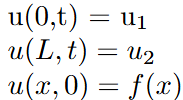 u(0,t) = u₁
u(L, t) = u₂
u(x, 0) = f(x)